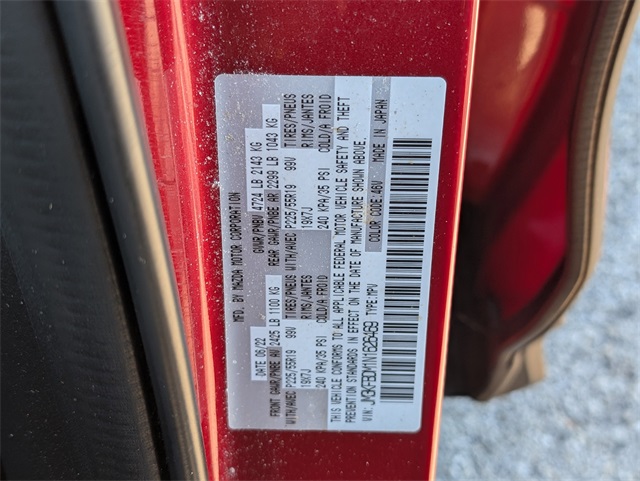 MFD. BY MAZDA MOTOR CORPORATION
DATE 06/22 GVWR/PNBV 4724 LB 2143 KG
FRONT GAWR/PNBE AV 2425 LB 1100 KG REAR GAWR/PNBE AR 2299 LB 1043 KG
WITH/AVEC P225/55R19 99V TIRES/PNEUS WITH/AVEC P225/55R19 99V TIRES/PNEUS
19X7J RIMS/JANTES 19X7J RIMS/JANTES
240 KPA/35 PSI COLD/A FROID 240 KPA/35 PSI COLD/A FROID
THIS VEHICLE CONFORMS TO ALL APPLICABLE FEDERAL MOTOR VEHICLE SAFETY AND THEFT
PREVENTION STANDARDS IN EFFECT ON THE DATE OF MANUFACTURE SHOWN ABOVE.
VIN: TYPE:MPV COLOR CODE:46V MADE IN JAPAN